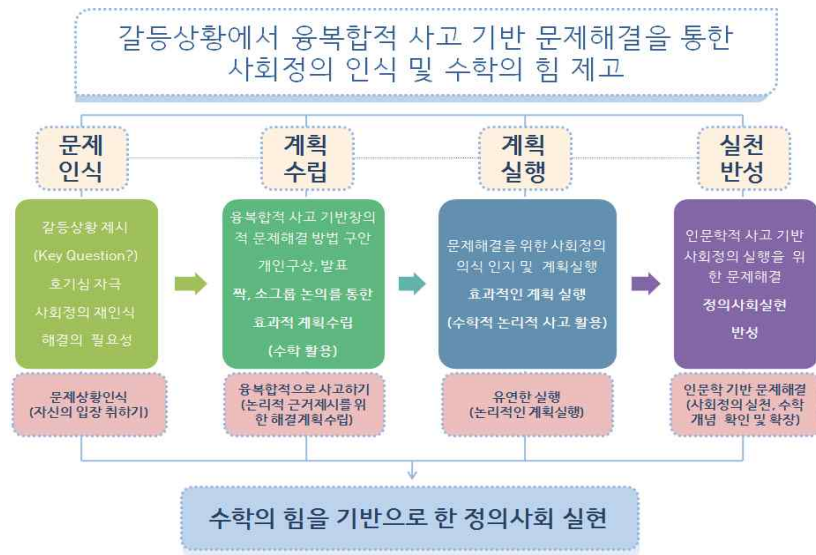 갈등상황에서 융복합적 사고 기반 문제해결을 통한
사회정의 인식 및 수학의 힘 제고
문제
인식
계획
수립
계획
실행
실천
반성
갈등상황 제시
(Key Question?)
호기심 자극
사회정의 재인식
해결의 필요성
융복합적 사고 기반창의
적 문제해결 방법 구안
개인구상, 발표
짝, 소그룹 논의를 통한
효과적 계획수립
(수학 활용)
문제해결을 위한 사회정의
의식 인지 및 계획실행
효과적인 계획 실행
(수학적 논리적 사고 활용)
인문학적 사고 기반
사회정의 실행을 위
한 문제해결
정의사회실현
반성
문제상황인식
(자신의 입장 취하기)
융복합적으로 사고하기
(논리적 근거제시를 위
한 해결계획수립)
유연한 실행
(논리적인 계획실행)
인문학 기반 문제해결
(사회정의 실천, 수학
개념 확인 및 확장)
수학의 힘을 기반으로 한 정의사회 실현